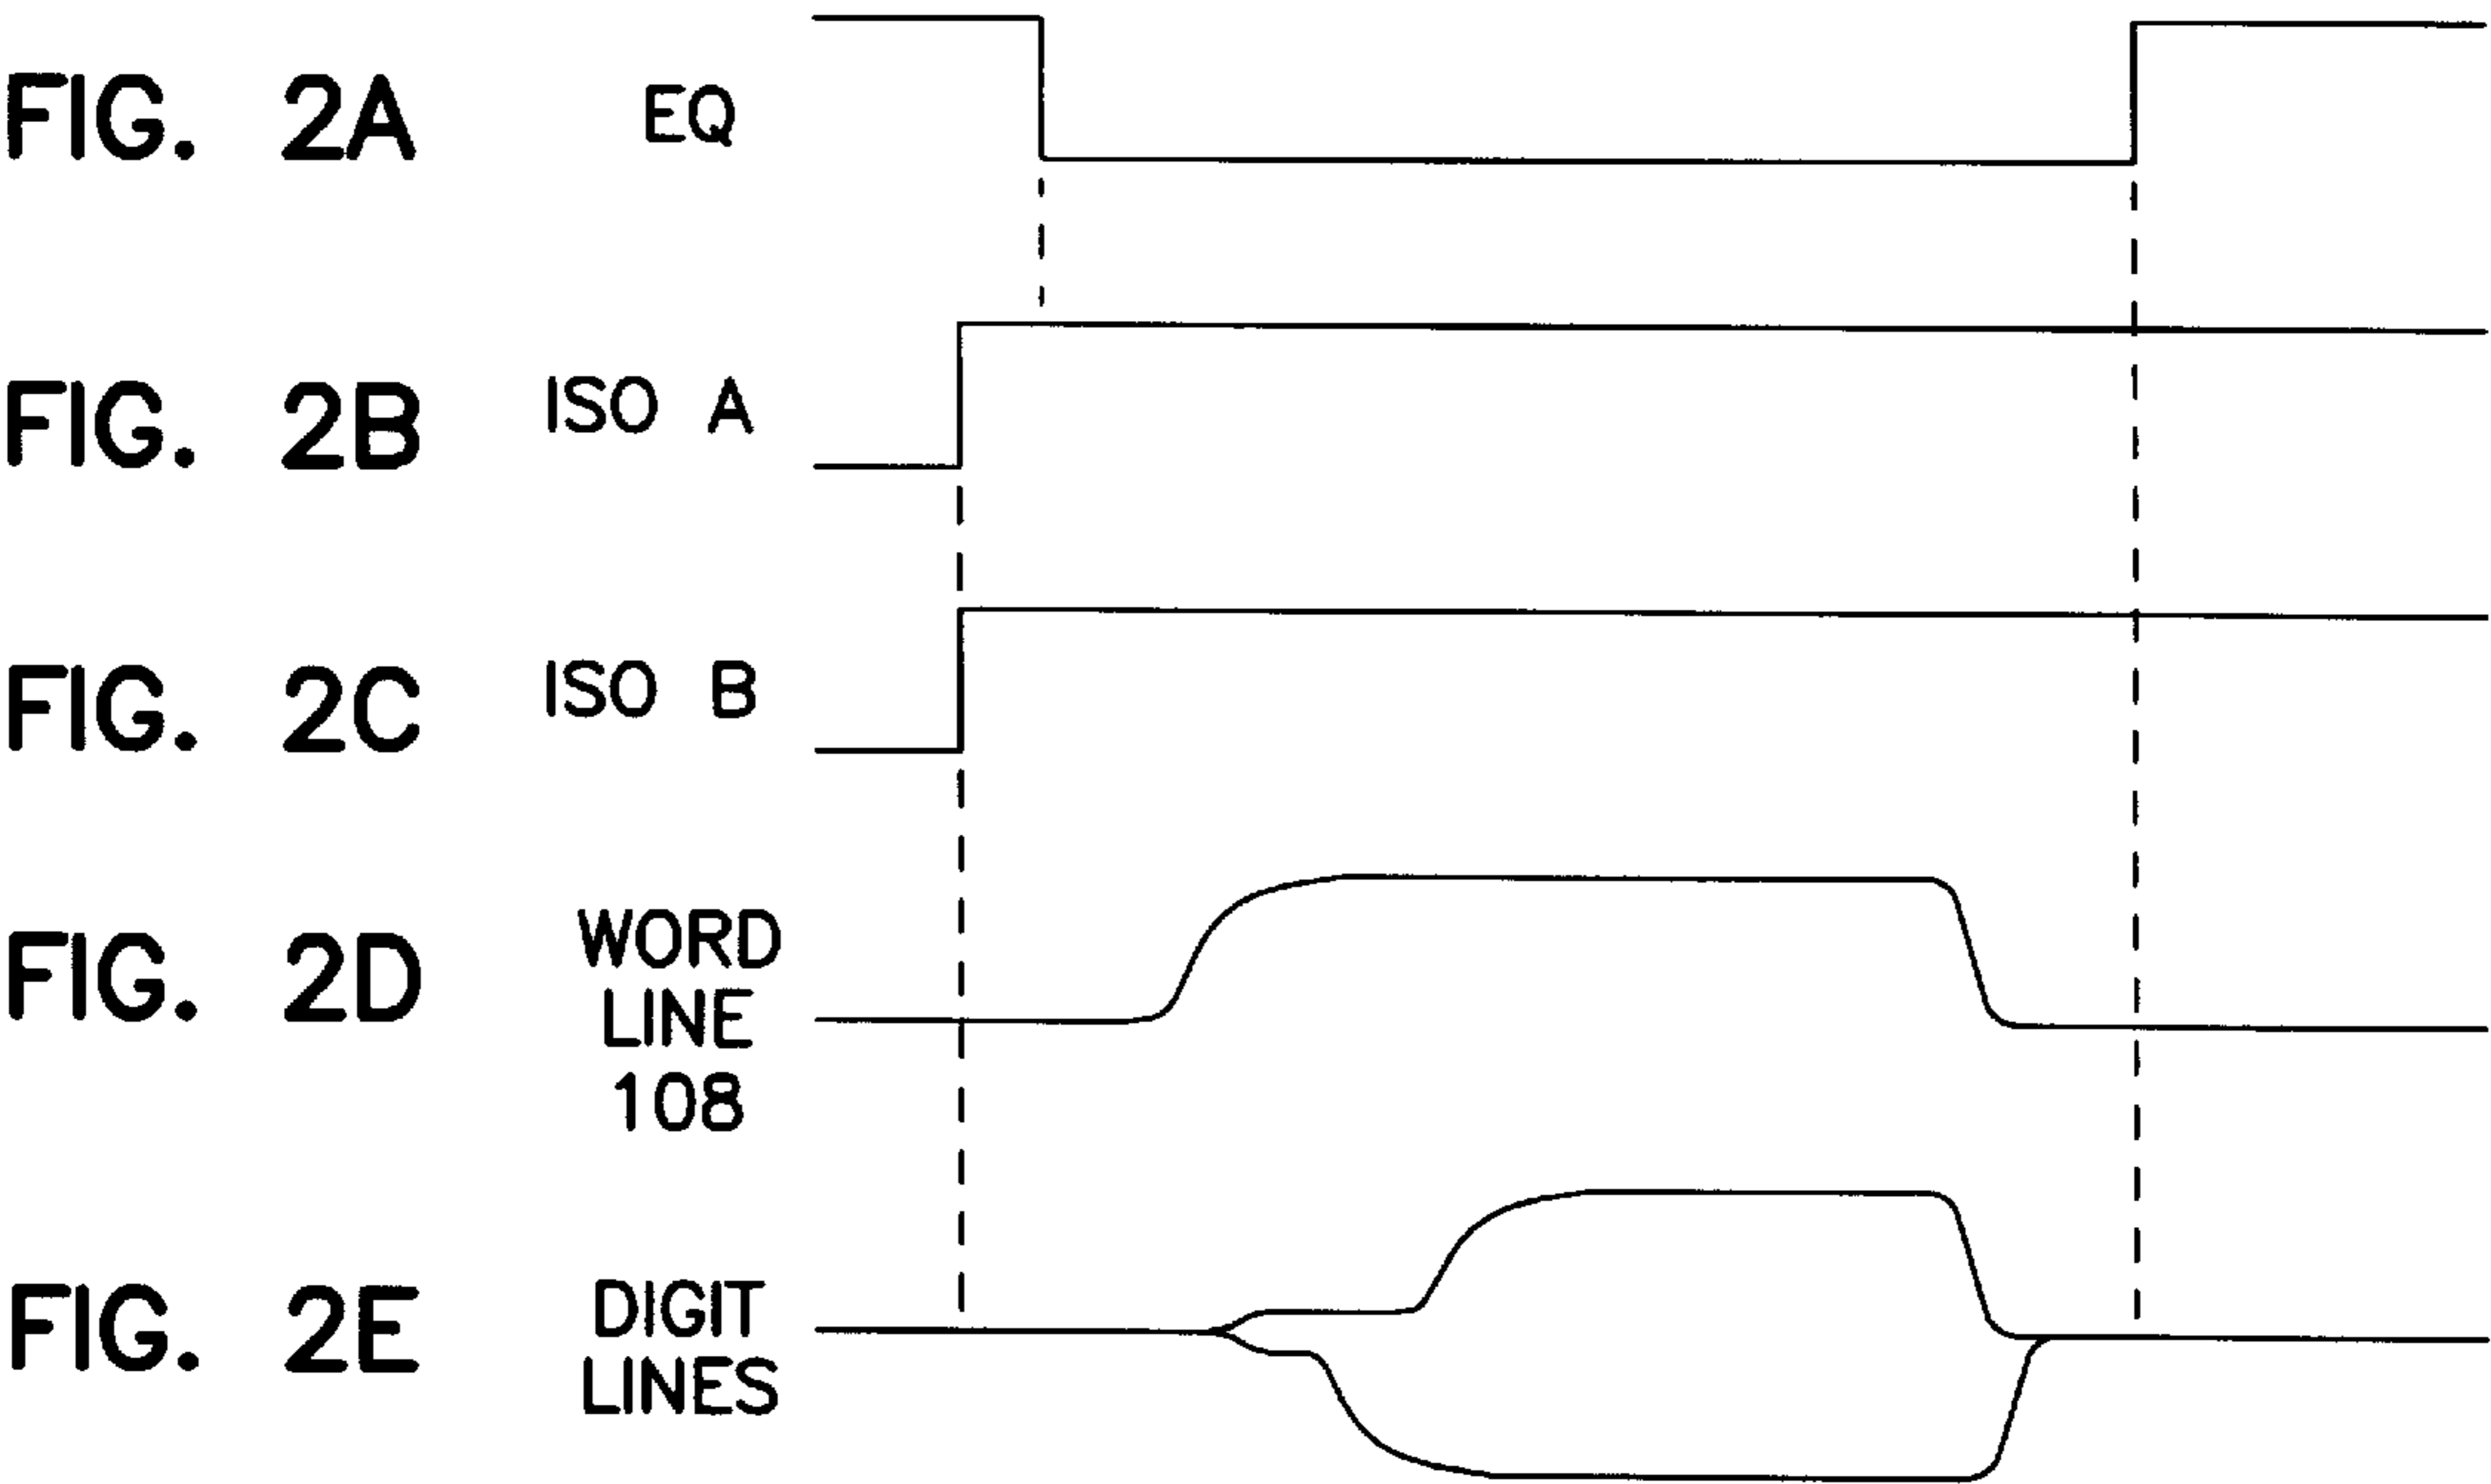 FIG. 2A EQ
FIG. 2B ISO A
FIG. 2C ISO B
FIG. 2D WORD
LINE
108
FIG. 2E DIGIT
LINES